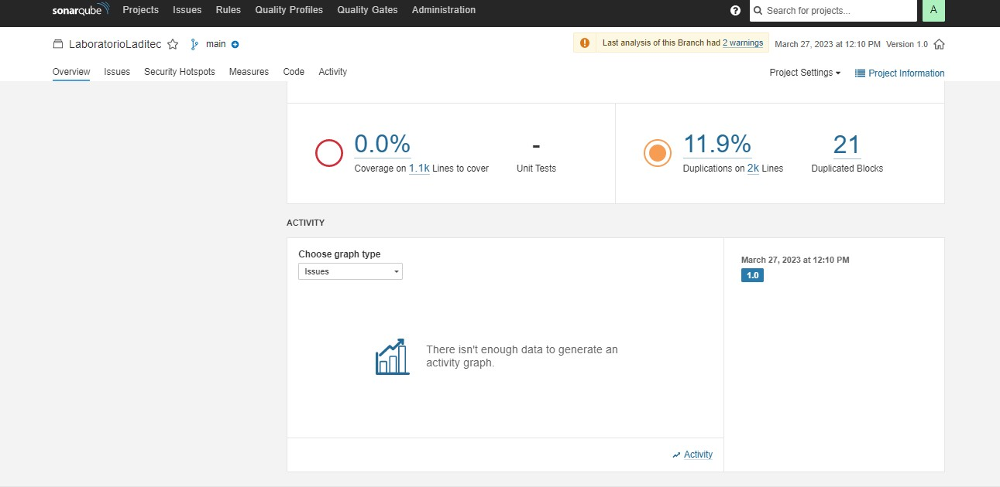 sonarqube Projects Issues Rules Quality Profiles Quality Gates Administration ? Search for projects... A
LaboratorioLaditec main Last analysis of this Branch had 2 warnings March 27, 2023 at 12:10 PM Version 1.0
Overview Issues Security Hotspots Measures Code Activity Project Settings Project Information
0.0% - 11.9% 21
Coverage on 1.1k Lines to cover Unit Tests Duplications on 2k Lines Duplicated Blocks
ACTIVITY
Choose graph type
Issues
March 27, 2023 at 12:10 PM
1.0
There isn't enough data to generate an
activity graph.
Activity